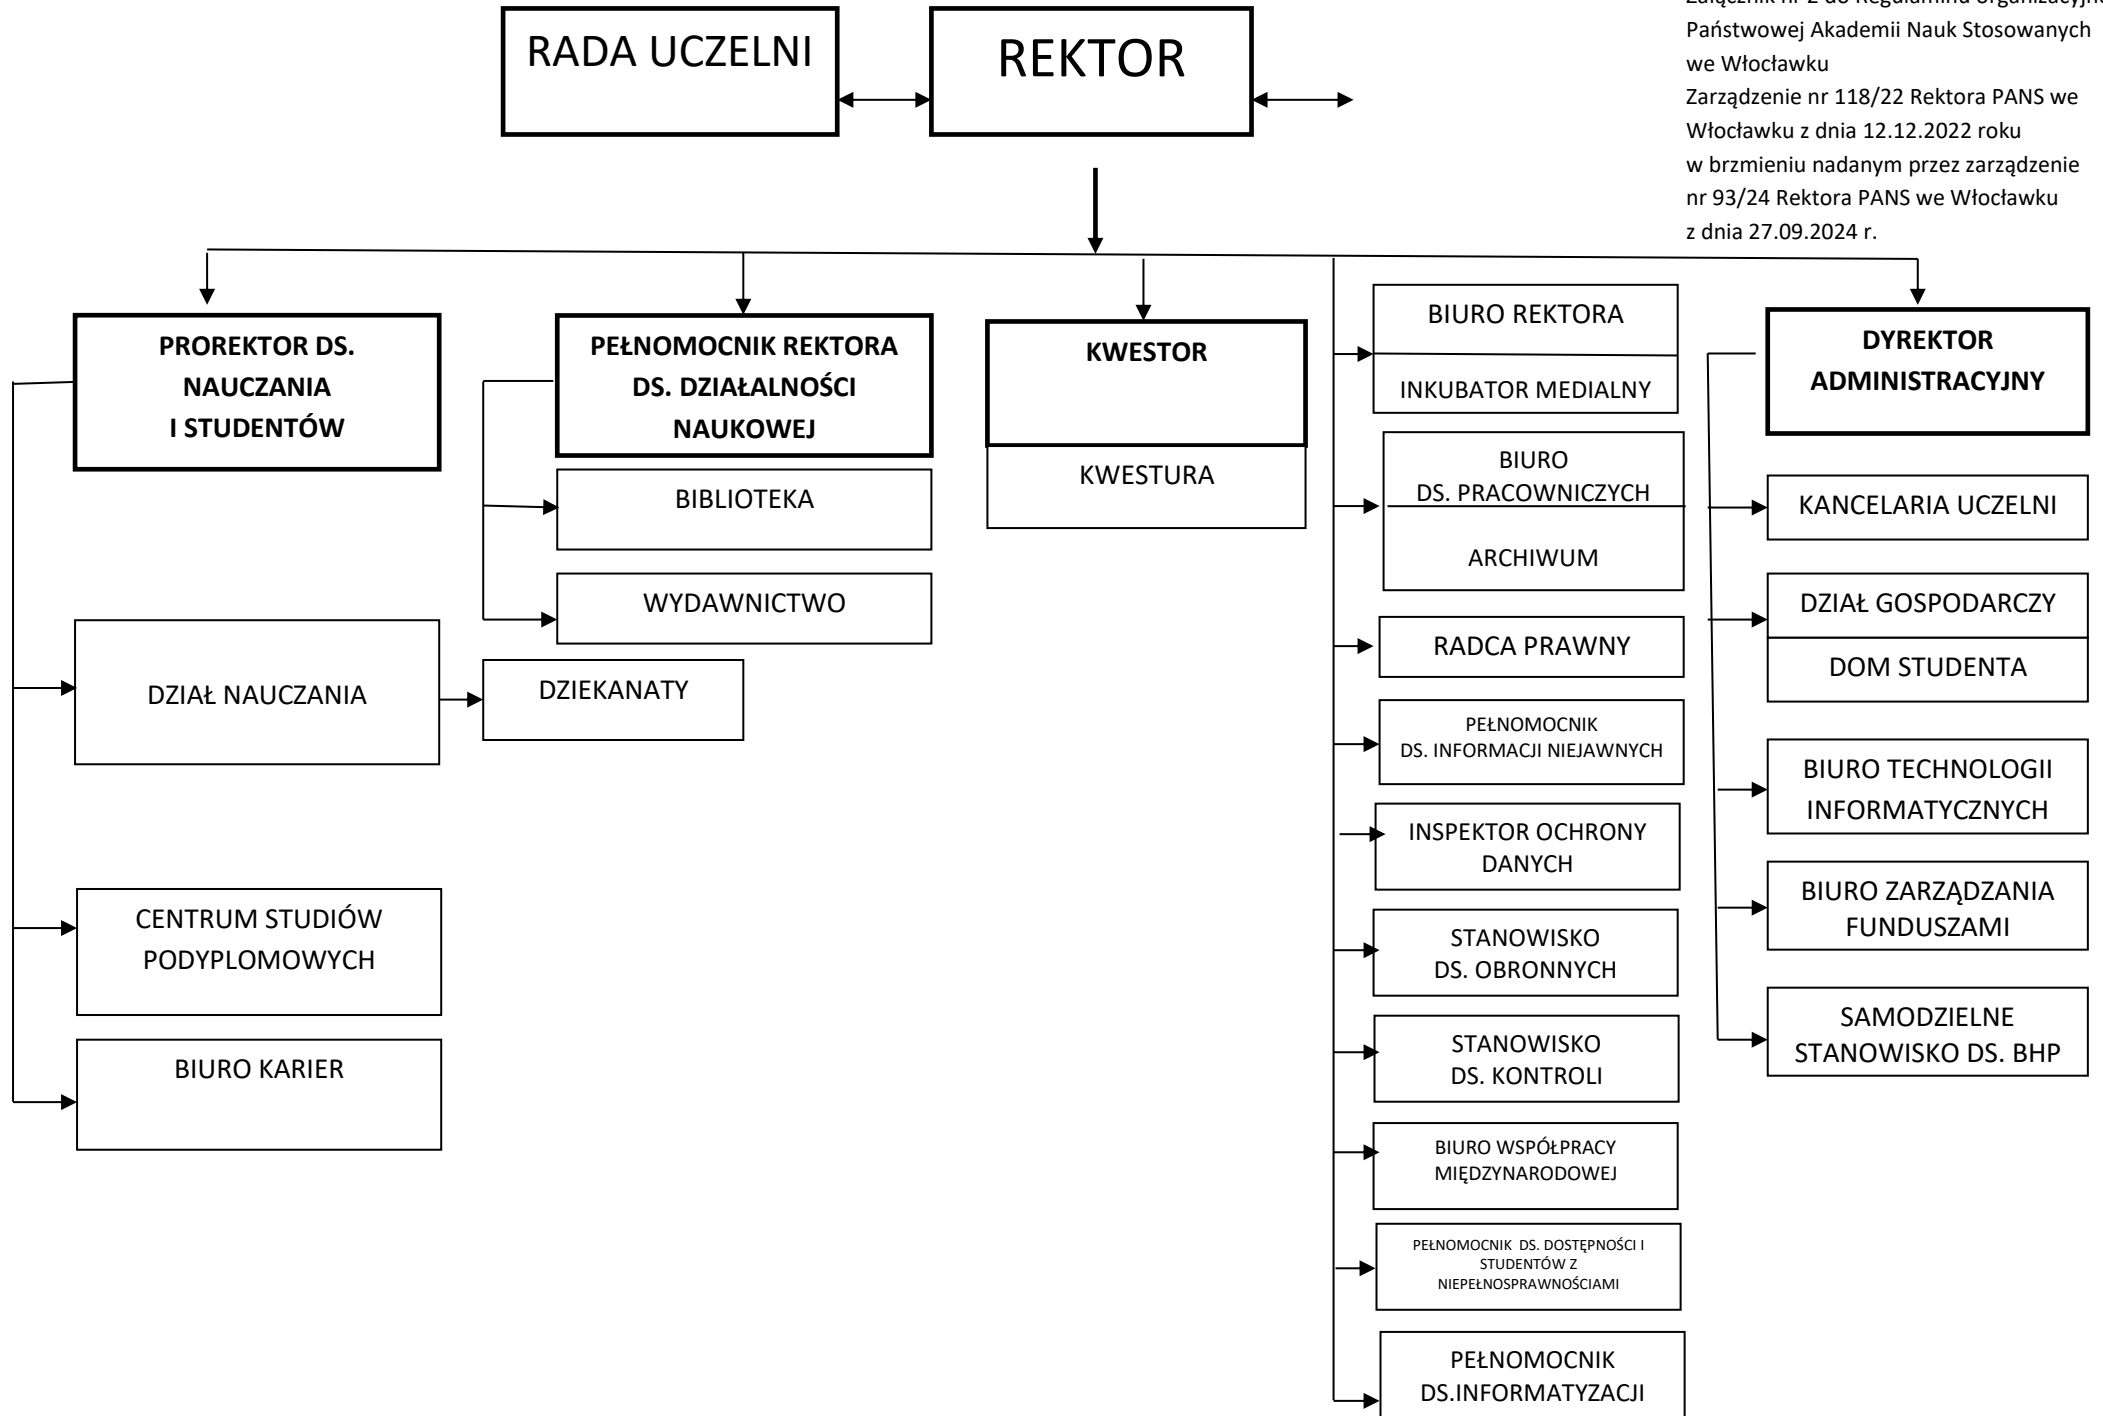 Załącznik nr 2 do Regulaminu
Państwowej Akademii Nauk Stosowanych
we Włocławku
Zarządzenie nr 118/22 Rektora PANS we
Włocławku z dnia 12.12.2022 roku
w brzmieniu nadanym przez zarządzenie
nr 93/24 Rektora PANS we Włocławku
z dnia 27.09.2024 r.
RADA UCZELNI
REKTOR
PROREKTOR DS.
NAUCZANIA
I STUDENTÓW
DZIAŁ NAUCZANIA
DZIEKANATY
CENTRUM STUDIÓW
PODYPLOMOWYCH
BIURO KARIER
PEŁNOMOCNIK REKTORA
DS. DZIAŁALNOŚCI
NAUKOWEJ
BIBLIOTEKA
WYDAWNICTWO
KWESTOR
KWESTURA
BIURO REKTORA
INKUBATOR MEDIALNY
BIURO
DS. PRACOWNICZYCH
ARCHIWUM
RADCA PRAWNY
PEŁNOMOCNIK
DS. INFORMACJI NIEJAWNYCH
INSPEKTOR OCHRONY
DANYCH
STANOWISKO
DS. OBRONNYCH
STANOWISKO
DS. KONTROLI
BIURO WSPÓŁPRACY
MIĘDZYNARODOWEJ
PEŁNOMOCNIK DS. DOSTĘPNOŚCI I
STUDENTÓW Z
NIEPEŁNOSPRAWNOŚCIAMI
PEŁNOMOCNIK
DS.INFORMATYZACJI
DYREKTOR
ADMINISTRACYJNY
KANCELARIA UCZELNI
DZIAŁ GOSPODARCZY
DOM STUDENTA
BIURO TECHNOLOGII
INFORMATYCZNYCH
BIURO ZARZĄDZANIA
FUNDUSZAMI
SAMODZIELNE
STANOWISKO DS. BHP